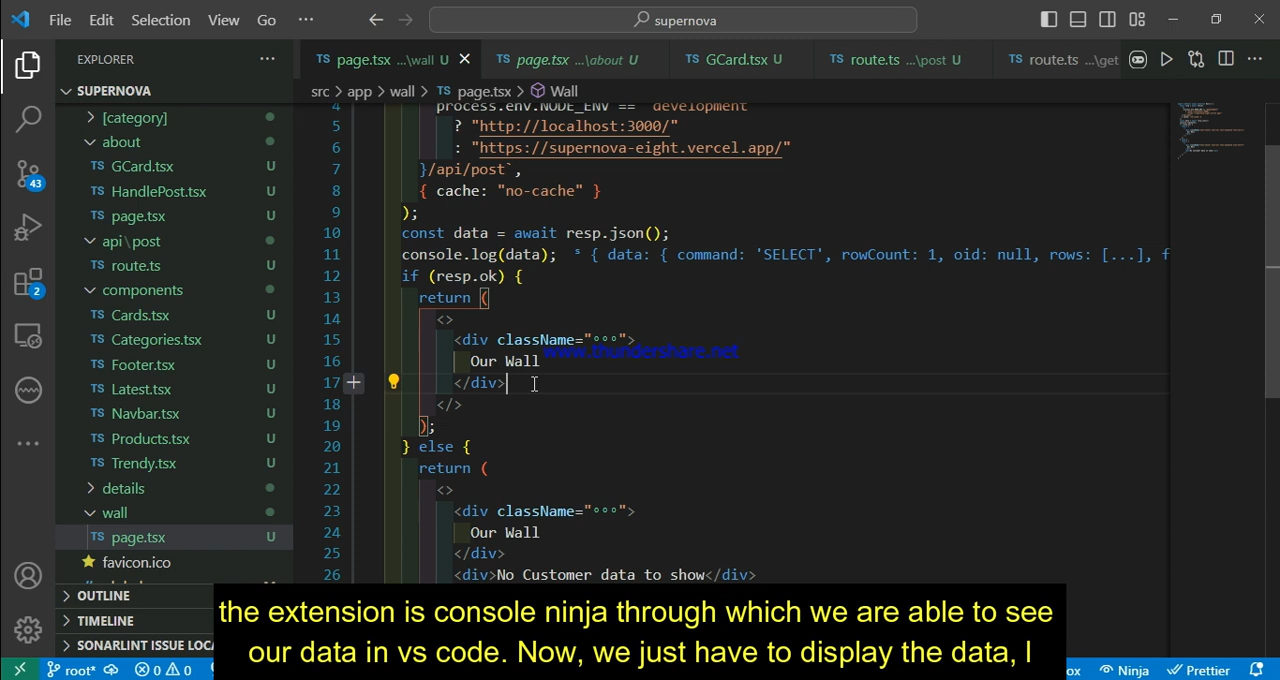 File Edit Selection View Go ··· supernova
EXPLORER ···
page.tsx ...\wall U
page.tsx ...\about U
GCard.tsx U
route.ts ...\post U
route.ts ...\get
SUPERNOVA
src > app > wall > TS page.tsx > Wall
[category]
about
TS GCard.tsx U
TS HandlePost.tsx U
TS page.tsx U
api\post
TS route.ts U
components
TS Cards.tsx U
TS Categories.tsx U
TS Footer.tsx U
TS Latest.tsx U
TS Navbar.tsx U
TS Products.tsx U
TS Trendy.tsx U
details
wall
TS page.tsx U
favicon.ico
OUTLINE
TIMELINE
SONARLINT ISSUE LOCA
43
2
4 process.env.NODE_ENV == "development"
5 ? "http://localhost:3000/"
6 : "https://supernova-eight.vercel.app/"
7 }/api/post`,
8 { cache: "no-cache" }
9 );
10 const data = await resp.json();
11 console.log(data); s { data: { command: 'SELECT', rowCount: 1, oid: null, rows: [...], f
12 if (resp.ok) {
13 return (
14 <>
15 <div className="°°°">
16 Our Wall
17 </div>
18 </>
19 );
20 } else {
21 return (
22 <>
23 <div className="°°°">
24 Our Wall
25 </div>
26 <div>No Customer data to show</div>
www.thundershare.net
the extension is console ninja through which we are able to see
our data in vs code. Now, we just have to display the data, I
root* 0 0 Ninja Prettier